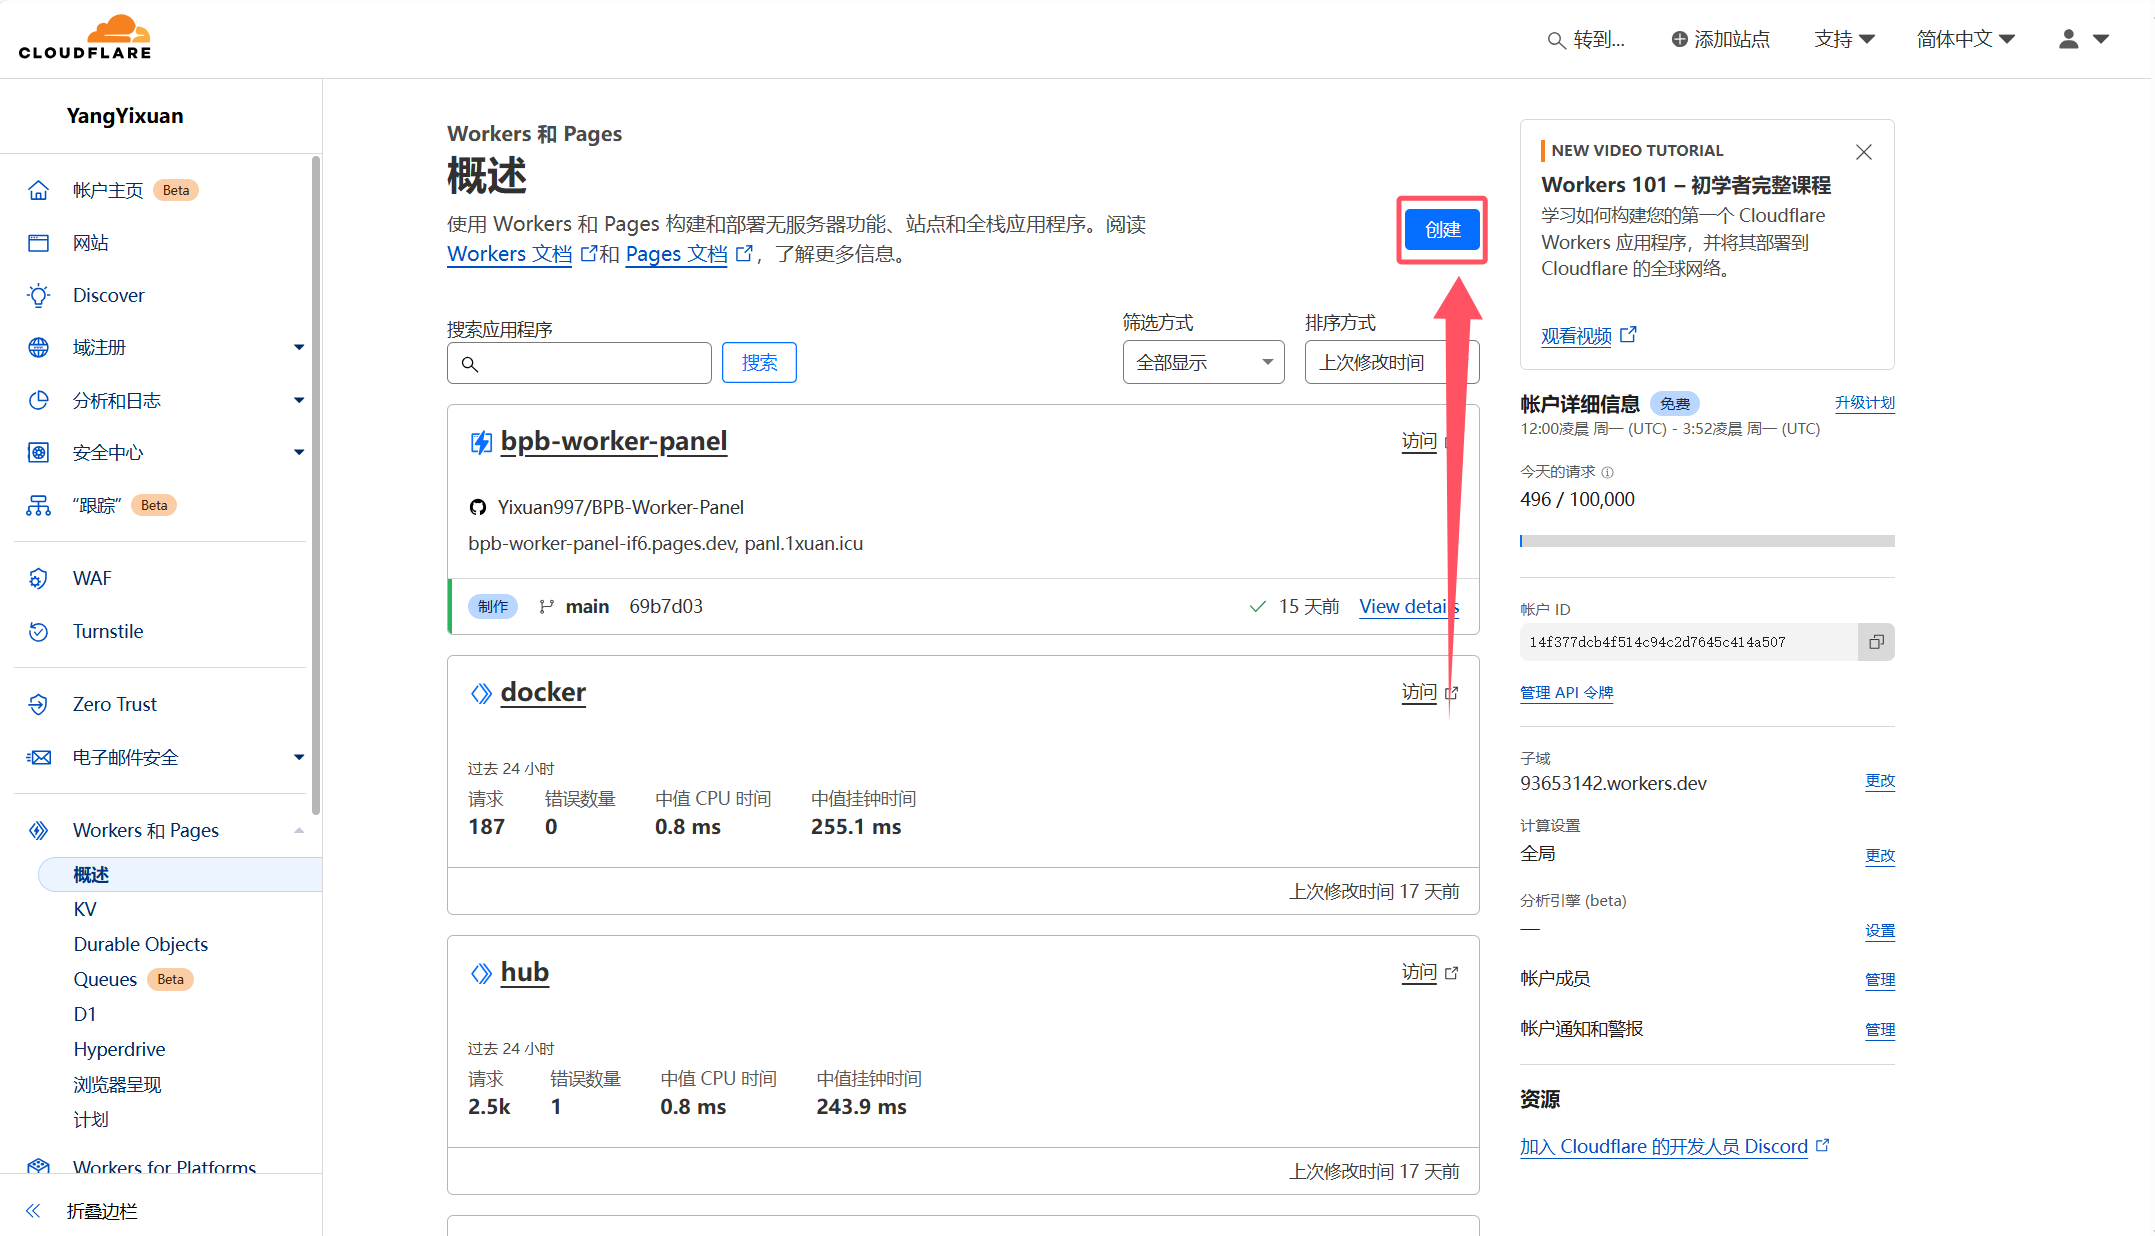 CLOUDFLARE
转到...
添加站点
支持
简体中文
YangYixuan
帐户主页 Beta
网站
Discover
域注册
分析和日志
安全中心
“跟踪” Beta
WAF
Turnstile
Zero Trust
电子邮件安全
Workers 和 Pages
概述
KV
Durable Objects
Queues Beta
D1
Hyperdrive
浏览器呈现
计划
Workers for Platforms
折叠边栏
Workers 和 Pages
概述
使用 Workers 和 Pages 构建和部署无服务器功能、站点和全栈应用程序。阅读
Workers 文档 和 Pages 文档 ，了解更多信息。
创建
搜索应用程序
搜索
筛选方式
全部显示
排序方式
上次修改时间
bpb-worker-panel
访问
Yixuan997/BPB-Worker-Panel
bpb-worker-panel-if6.pages.dev, panl.1xuan.icu
制作 main 69b7d03
15 天前 View details
docker
访问
过去 24 小时
请求 错误数量 中值 CPU 时间 中值挂钟时间
187 0 0.8 ms 255.1 ms
上次修改时间 17 天前
hub
访问
过去 24 小时
请求 错误数量 中值 CPU 时间 中值挂钟时间
2.5k 1 0.8 ms 243.9 ms
上次修改时间 17 天前
NEW VIDEO TUTORIAL
Workers 101 – 初学者完整课程
学习如何构建您的第一个 Cloudflare
Workers 应用程序，并将其部署到
Cloudflare 的全球网络。
观看视频
帐户详细信息 免费 升级计划
12:00凌晨 周一 (UTC) - 3:52凌晨 周一 (UTC)
今天的请求
496 / 100,000
帐户 ID
14f377dcb4f514c94c2d7645c414a507
管理 API 令牌
子域
93653142.workers.dev 更改
计算设置
全局 更改
分析引擎 (beta)
— 设置
帐户成员 管理
帐户通知和警报 管理
资源
加入 Cloudflare 的开发人员 Discord